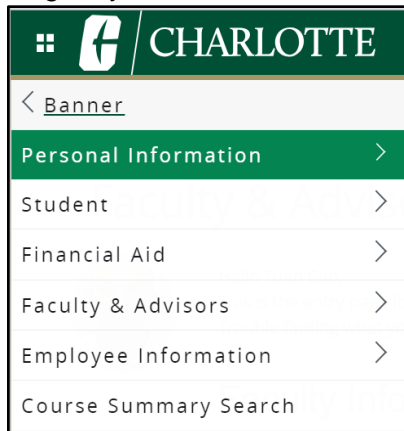 CHARLOTTE
Banner
Personal Information
Student
Financial Aid
Faculty & Advisors
Employee Information
Course Summary Search